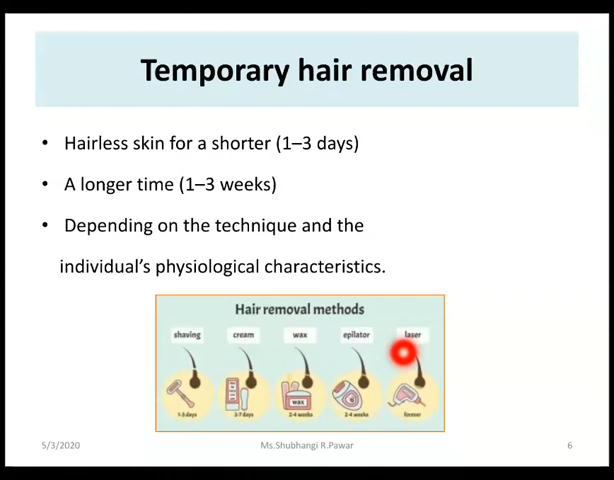 Temporary hair removal
• Hairless skin for a shorter (1–3 days)
• A longer time (1–3 weeks)
• Depending on the technique and the
individual's physiological characteristics.
Hair removal methods
shaving cream wax epilator laser
wax
1-3 days 3-7 days 2-4 weeks 2-4 weeks forever
5/3/2020 Ms.Shubhangi R.Pawar 6